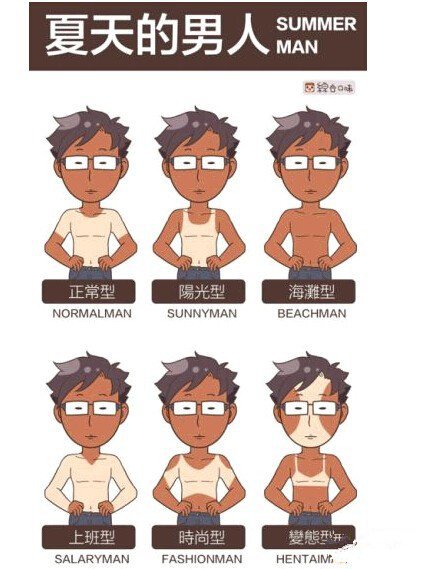 夏天的男人 SUMMER MAN
綜合口味
正常型 陽光型 海灘型
NORMALMAN SUNNYMAN BEACHMAN
上班型 時尚型 變態型
SALARYMAN FASHIONMAN